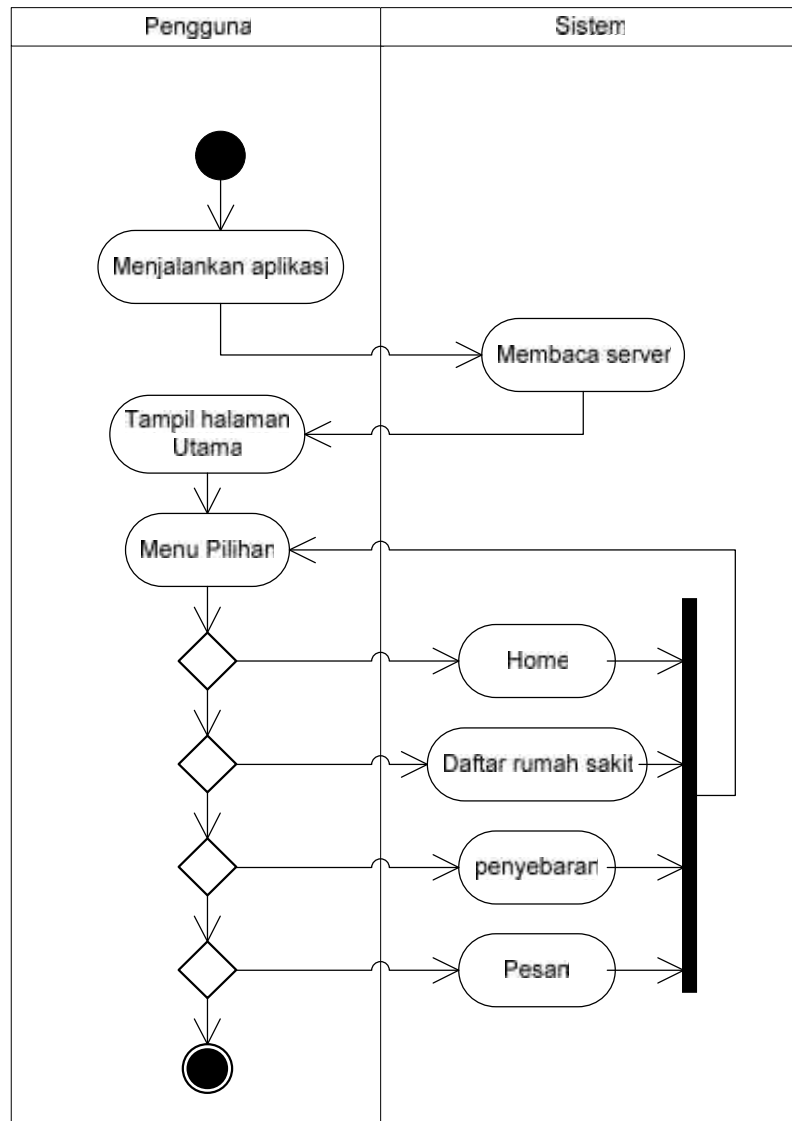 Pengguna
Sistem
Menjalankan aplikasi
Membaca server
Tampil halaman
Utama
Menu Pilihan
Home
Daftar rumah sakit
penyebaran
Pesan